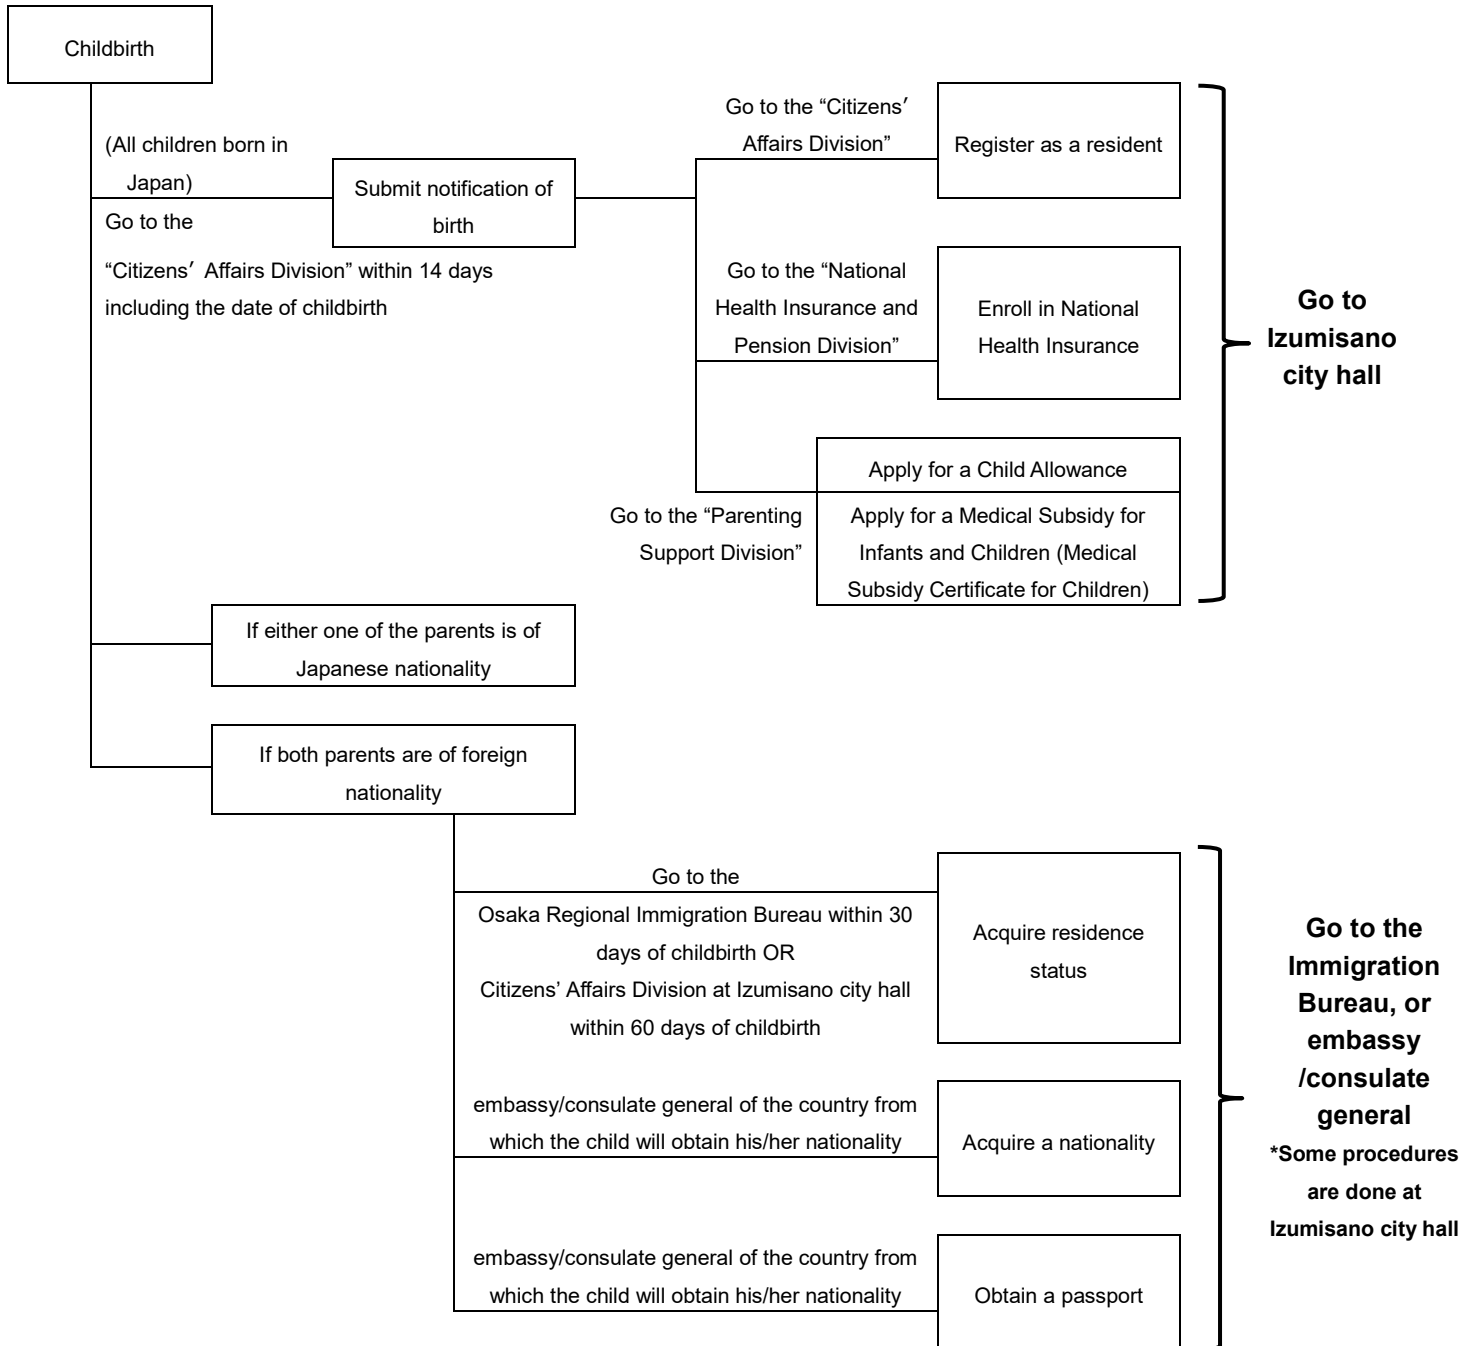 Childbirth
(All children born in
Japan)
Go to the
“Citizens’ Affairs Division” within 14 days
including the date of childbirth
Submit notification of
birth
Go to the “Citizens’
Affairs Division”
Register as a resident
Go to the “National
Health Insurance and
Pension Division”
Enroll in National
Health Insurance
Go to the “Parenting
Support Division”
Apply for a Child Allowance
Apply for a Medical Subsidy for
Infants and Children (Medical
Subsidy Certificate for Children)
Go to
Izumisano
city hall
If either one of the parents is of
Japanese nationality
If both parents are of foreign
nationality
Go to the
Osaka Regional Immigration Bureau within 30
days of childbirth OR
Citizens’ Affairs Division at Izumisano city hall
within 60 days of childbirth
Acquire residence
status
embassy/consulate general of the country from
which the child will obtain his/her nationality
Acquire a nationality
embassy/consulate general of the country from
which the child will obtain his/her nationality
Obtain a passport
Go to the
Immigration
Bureau, or
embassy
/consulate
general
*Some procedures
are done at
Izumisano city hall